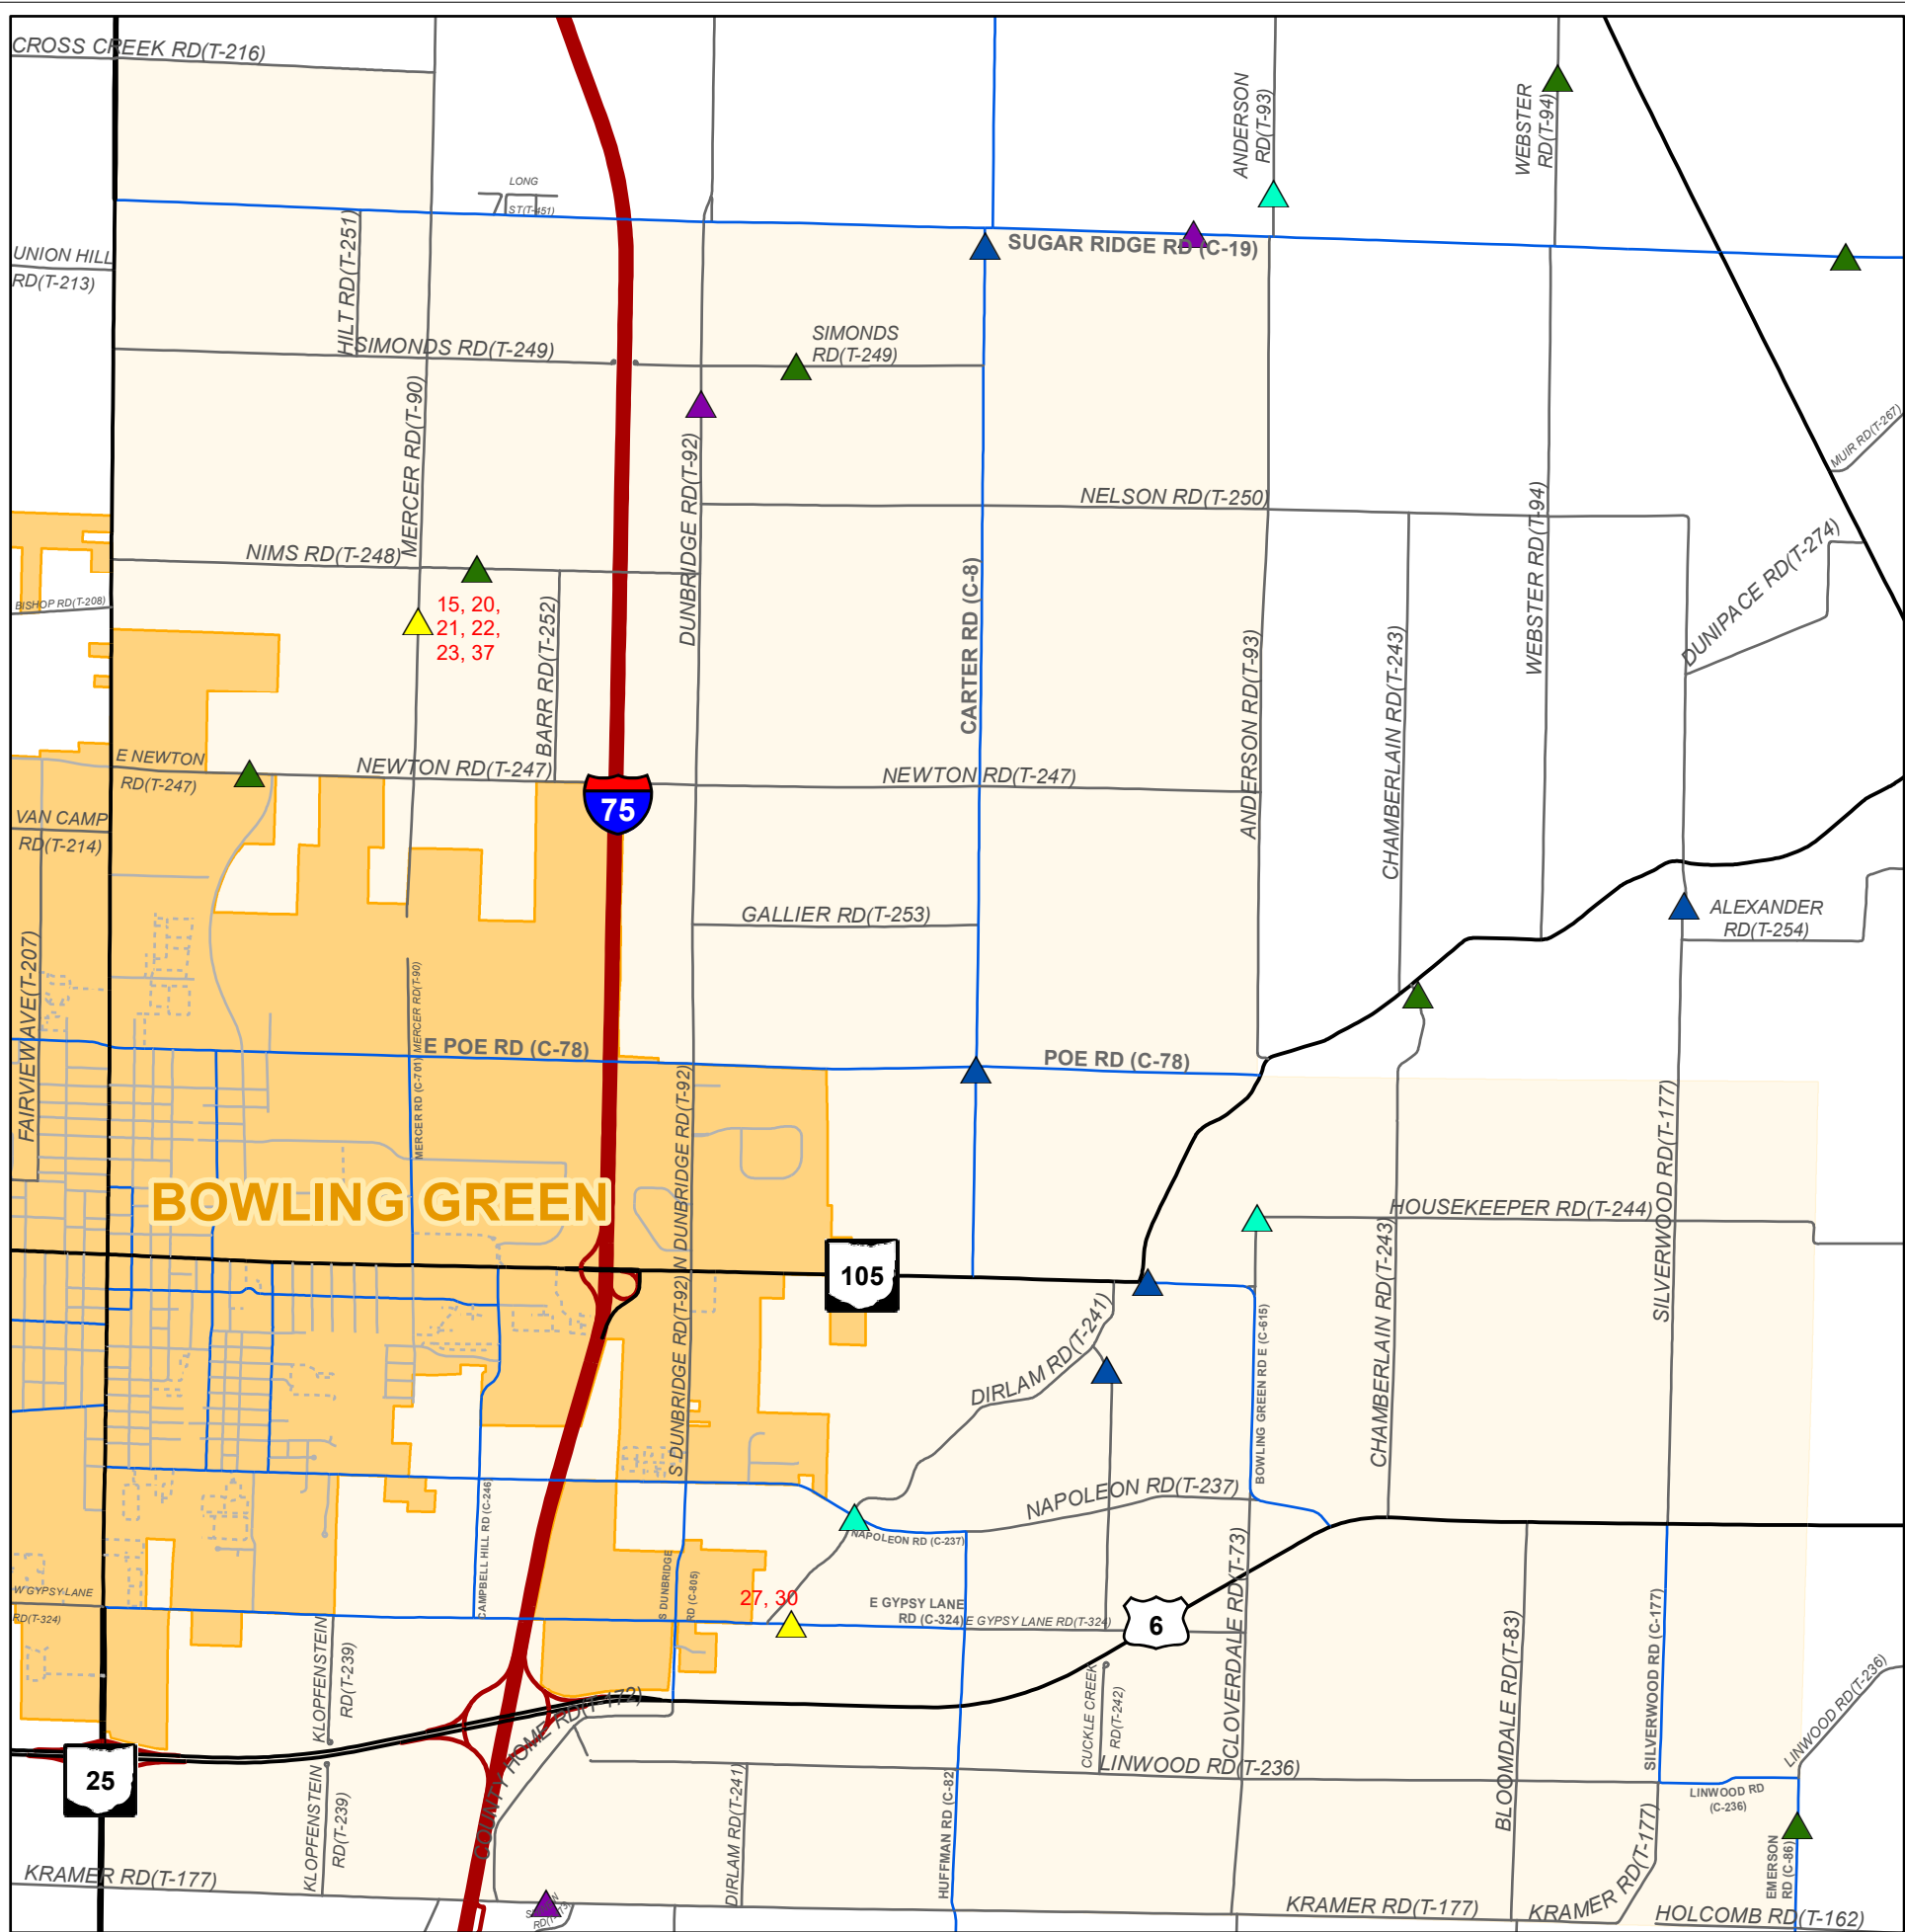 CROSS CREEK RD(T-216)
ANDERSON
RD(T-93)
WEBSTER
RD(T-94)
LONG
ST(T-451)
UNION HILL
RD(T-213)
HILT RD(T-251)
SUGAR RIDGE RD (C-19)
SIMONDS RD(T-249)
SIMONDS
RD(T-249)
MERCER RD(T-90)
DUNBRIDGE RD(T-92)
MUIR RD(T-267)
NELSON RD(T-250)
WEBSTER RD(T-94)
DUNIPACE RD(T-274)
NIMS RD(T-248)
BISHOP RD(T-208)
15, 20,
21, 22,
23, 37
BARR RD(T-252)
CARTER RD (C-8)
ANDERSON RD(T-93)
CHAMBERLAIN RD(T-243)
E NEWTON
RD(T-247)
NEWTON RD(T-247)
NEWTON RD(T-247)
75
VAN CAMP
RD(T-214)
GALLIER RD(T-253)
ALEXANDER
RD(T-254)
FAIRVIEW AVE(T-207)
MERCER RD(T-90)
MERCER RD (C-701)
E POE RD (C-78)
POE RD (C-78)
N DUNBRIDGE RD(T-92)
SILVERWOOD RD(T-177)
BOWLING GREEN
HOUSEKEEPER RD(T-244)
105
S DUNBRIDGE RD(T-92)
DIRLAM RD(T-241)
BOWLING GREEN RD E (C-615)
CHAMBERLAIN RD(T-243)
NAPOLEON RD(T-237)
NAPOLEON RD (C-237)
CAMPBELL HILL RD (C-246)
S DUNBRIDGE
RD (C-805)
CLOVERDALE RD(T-73)
W GYPSY LANE
RD(T-324)
27, 30
E GYPSY LANE
RD (C-324)
E GYPSY LANE RD(T-324)
6
KLOPFENSTEIN
RD(T-239)
BLOOMDALE RD(T-83)
SILVERWOOD RD (C-177)
LINWOOD RD(T-236)
COUNTY HOME RD(T-172)
CUCKLE CREEK
RD(T-242)
LINWOOD RD(T-236)
25
KLOPFENSTEIN
RD(T-239)
DIRLAM RD(T-241)
HUFFMAN RD (C-82)
LINWOOD RD
(C-236)
KRAMER RD(T-177)
KRAMER RD(T-177)
KRAMER RD(T-177)
EMERSON
RD (C-86)
HOLCOMB RD(T-162)